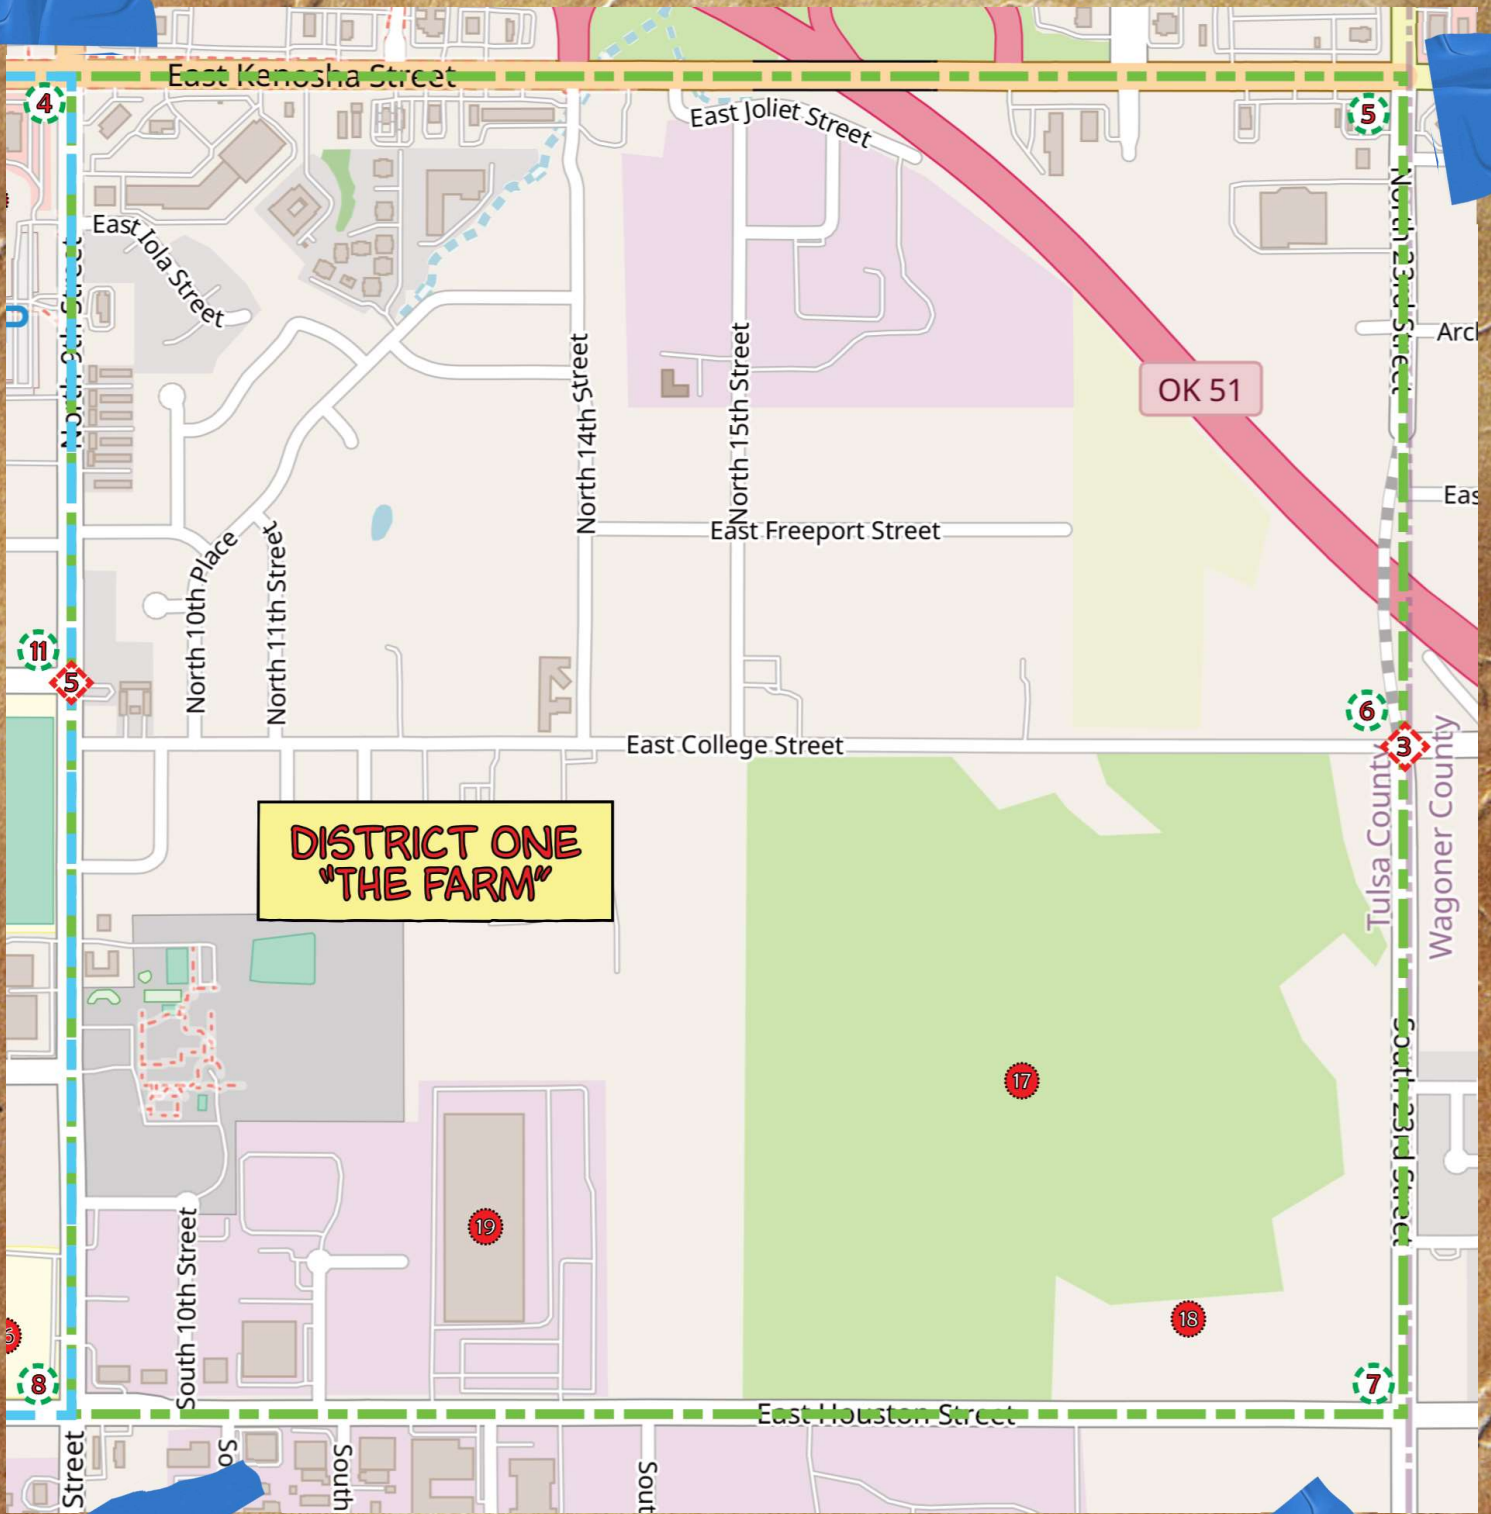 East Kenosha Street
4
5
East Joliet Street
North 23rd Street
East Iola Street
North 9th Street
North 14th Street
North 15th Street
OK 51
East Freeport Street
North 10th Place
North 11th Street
11
5
6
3
East College Street
Tulsa County
Wagoner County
DISTRICT ONE
"THE FARM"
17
South 23rd Street
19
South 10th Street
18
8
7
East Houston Street
Street
South